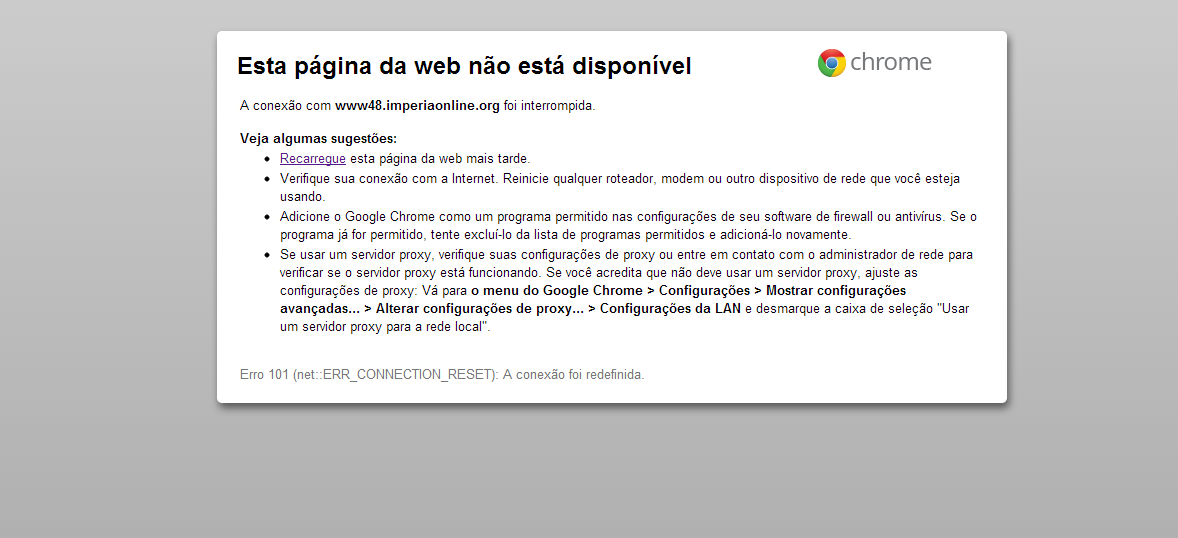 Esta página da web não está disponível
chrome
A conexão com www48.imperiaonline.org foi interrompida.
Veja algumas sugestões:
Recarregue esta página da web mais tarde.
Verifique sua conexão com a Internet. Reinicie qualquer roteador, modem ou outro dispositivo de rede que você esteja
usando.
Adicione o Google Chrome como um programa permitido nas configurações de seu software de firewall ou antivírus. Se o
programa já for permitido, tente excluí-lo da lista de programas permitidos e adicioná-lo novamente.
Se usar um servidor proxy, verifique suas configurações de proxy ou entre em contato com o administrador de rede para
verificar se o servidor proxy está funcionando. Se você acredita que não deve usar um servidor proxy, ajuste as
configurações de proxy: Vá para o menu do Google Chrome > Configurações > Mostrar configurações
avançadas... > Alterar configurações de proxy... > Configurações da LAN e desmarque a caixa de seleção "Usar
um servidor proxy para a rede local".
Erro 101 (net::ERR_CONNECTION_RESET): A conexão foi redefinida.